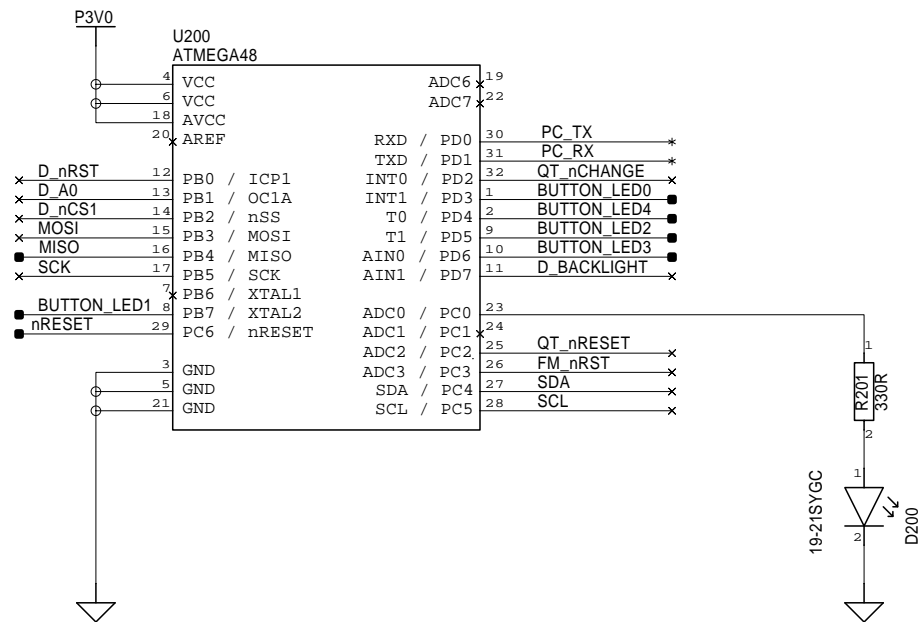 P3V0
U200
ATMEGA48
4 VCC ADC6 19
6 VCC ADC7 22
18 AVCC
20 AREF RXD / PD0 30 PC_TX
TXD / PD1 31 PC_RX
D_nRST 12 PB0 / ICP1 INT0 / PD2 32 QT_nCHANGE
D_A0 13 PB1 / OC1A INT1 / PD3 1 BUTTON_LED0
D_nCS1 14 PB2 / nSS T0 / PD4 2 BUTTON_LED4
MOSI 15 PB3 / MOSI T1 / PD5 9 BUTTON_LED2
MISO 16 PB4 / MISO AIN0 / PD6 10 BUTTON_LED3
SCK 17 PB5 / SCK AIN1 / PD7 11 D_BACKLIGHT
7 PB6 / XTAL1
BUTTON_LED1 8 PB7 / XTAL2 ADC0 / PC0 23
nRESET 29 PC6 / nRESET ADC1 / PC1 24
ADC2 / PC2 25 QT_nRESET
3 GND ADC3 / PC3 26 FM_nRST
5 GND SDA / PC4 27 SDA
21 GND SCL / PC5 28 SCL
1
R201
330R
2
1
19-21SYGC
D200
2